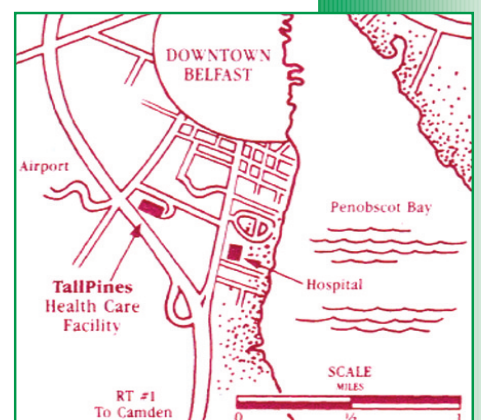 DOWNTOWN
BELFAST
Airport
Penobscot Bay
TallPines
Health Care
Facility
Hospital
SCALE
MILES
RT #1
To Camden
0 ½ 1